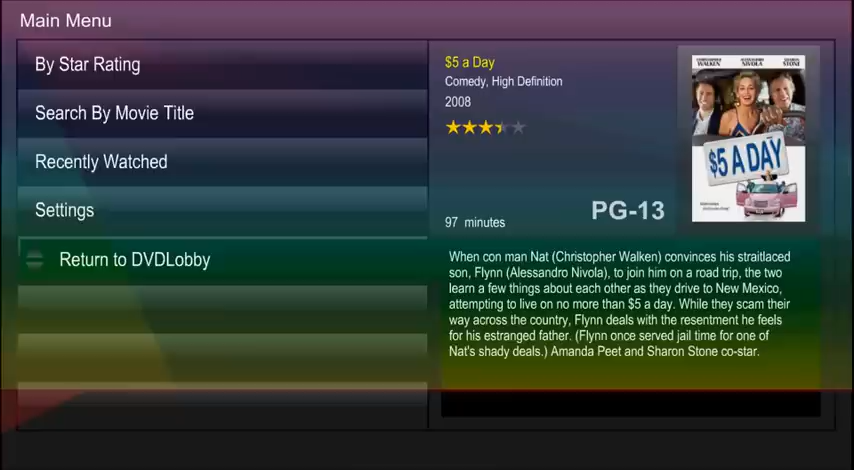 Main Menu
By Star Rating
Search By Movie Title
Recently Watched
Settings
Return to DVDLobby
$5 a Day
Comedy, High Definition
2008
97 minutes
PG-13
CHRISTOPHER WALKEN
ALESSANDRO NIVOLA
SHARON STONE
$5 A DAY
When con man Nat (Christopher Walken) convinces his straitlaced
son, Flynn (Alessandro Nivola), to join him on a road trip, the two
learn a few things about each other as they drive to New Mexico,
attempting to live on no more than $5 a day. While they scam their
way across the country, Flynn deals with the resentment he feels
for his estranged father. (Flynn once served jail time for one of
Nat's shady deals.) Amanda Peet and Sharon Stone co-star.